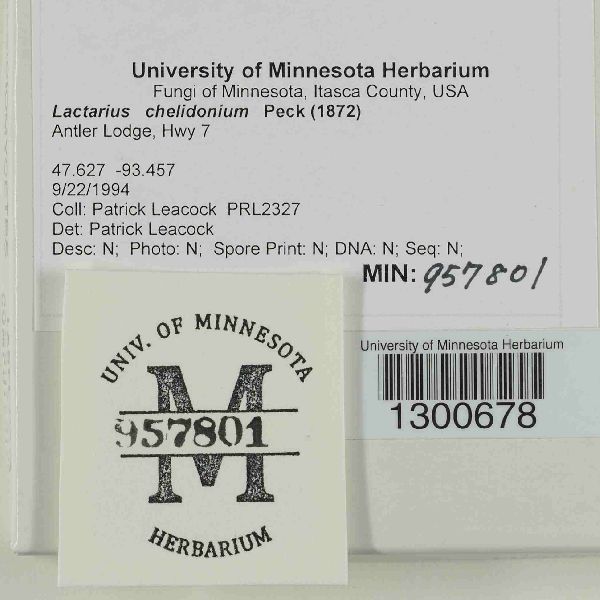 University of Minnesota Herbarium
Fungi of Minnesota, Itasca County, USA
Lactarius chelidonium Peck (1872)
Antler Lodge, Hwy 7
47.627 -93.457
9/22/1994
Coll: Patrick Leacock PRL2327
Det: Patrick Leacock
Desc: N; Photo: N; Spore Print: N; DNA: N; Seq: N;
MIN: 957801
University of Minnesota Herbarium
1300678
UNIV. OF MINNESOTA
M
957801
HERBARIUM